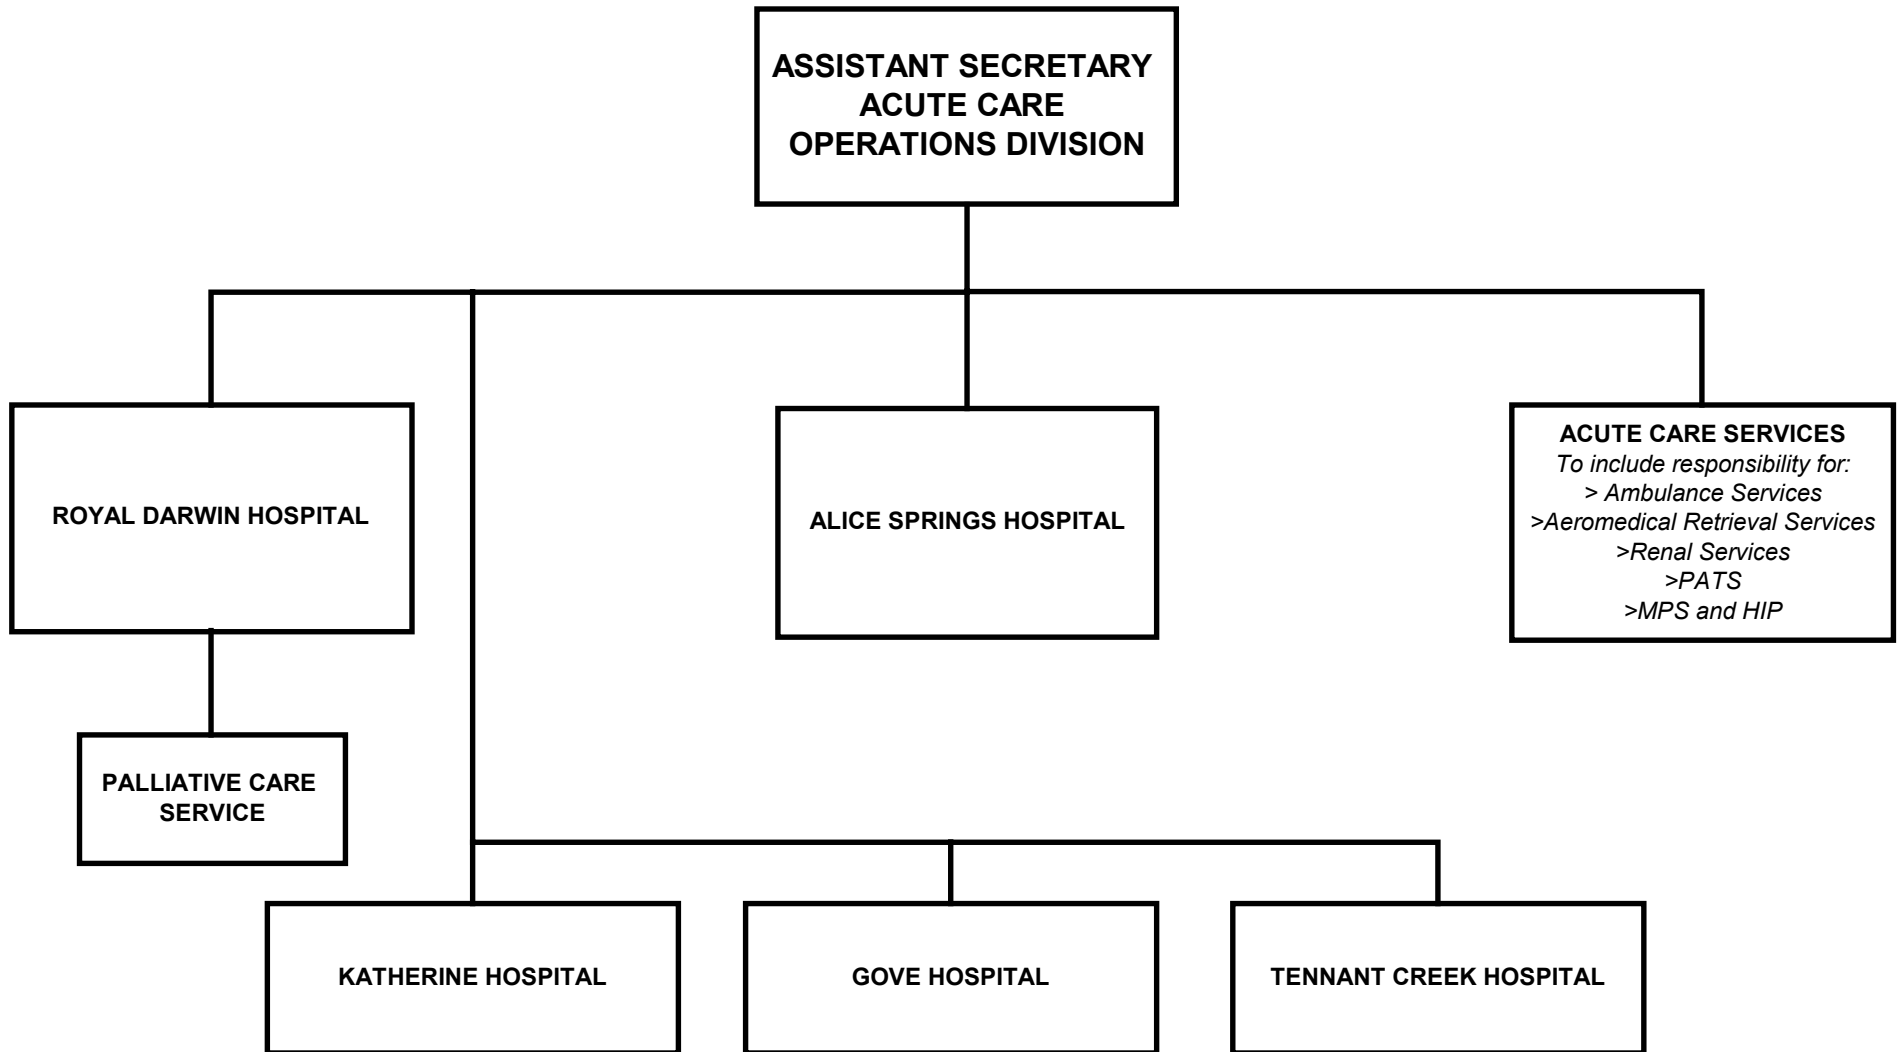 ASSISTANT SECRETARY
ACUTE CARE
OPERATIONS DIVISION
ROYAL DARWIN HOSPITAL
ALICE SPRINGS HOSPITAL
ACUTE CARE SERVICES
To include responsibility for:
> Ambulance Services
>Aeromedical Retrieval Services
>Renal Services
>PATS
>MPS and HIP
PALLIATIVE CARE
SERVICE
KATHERINE HOSPITAL
GOVE HOSPITAL
TENNANT CREEK HOSPITAL